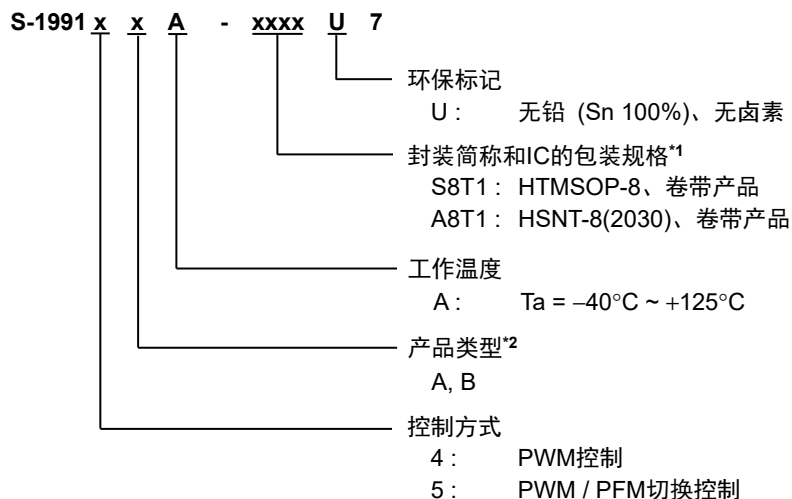 S-1991 x x A - xxxx U 7
环保标记
U : 无铅 (Sn 100%)、无卤素
封装简称和IC的包装规格*1
S8T1 : HTMSOP-8、卷带产品
A8T1 : HSNT-8(2030)、卷带产品
工作温度
A : Ta = −40°C ~ +125°C
产品类型*2
A, B
控制方式
4 : PWM控制
5 : PWM / PFM切换控制